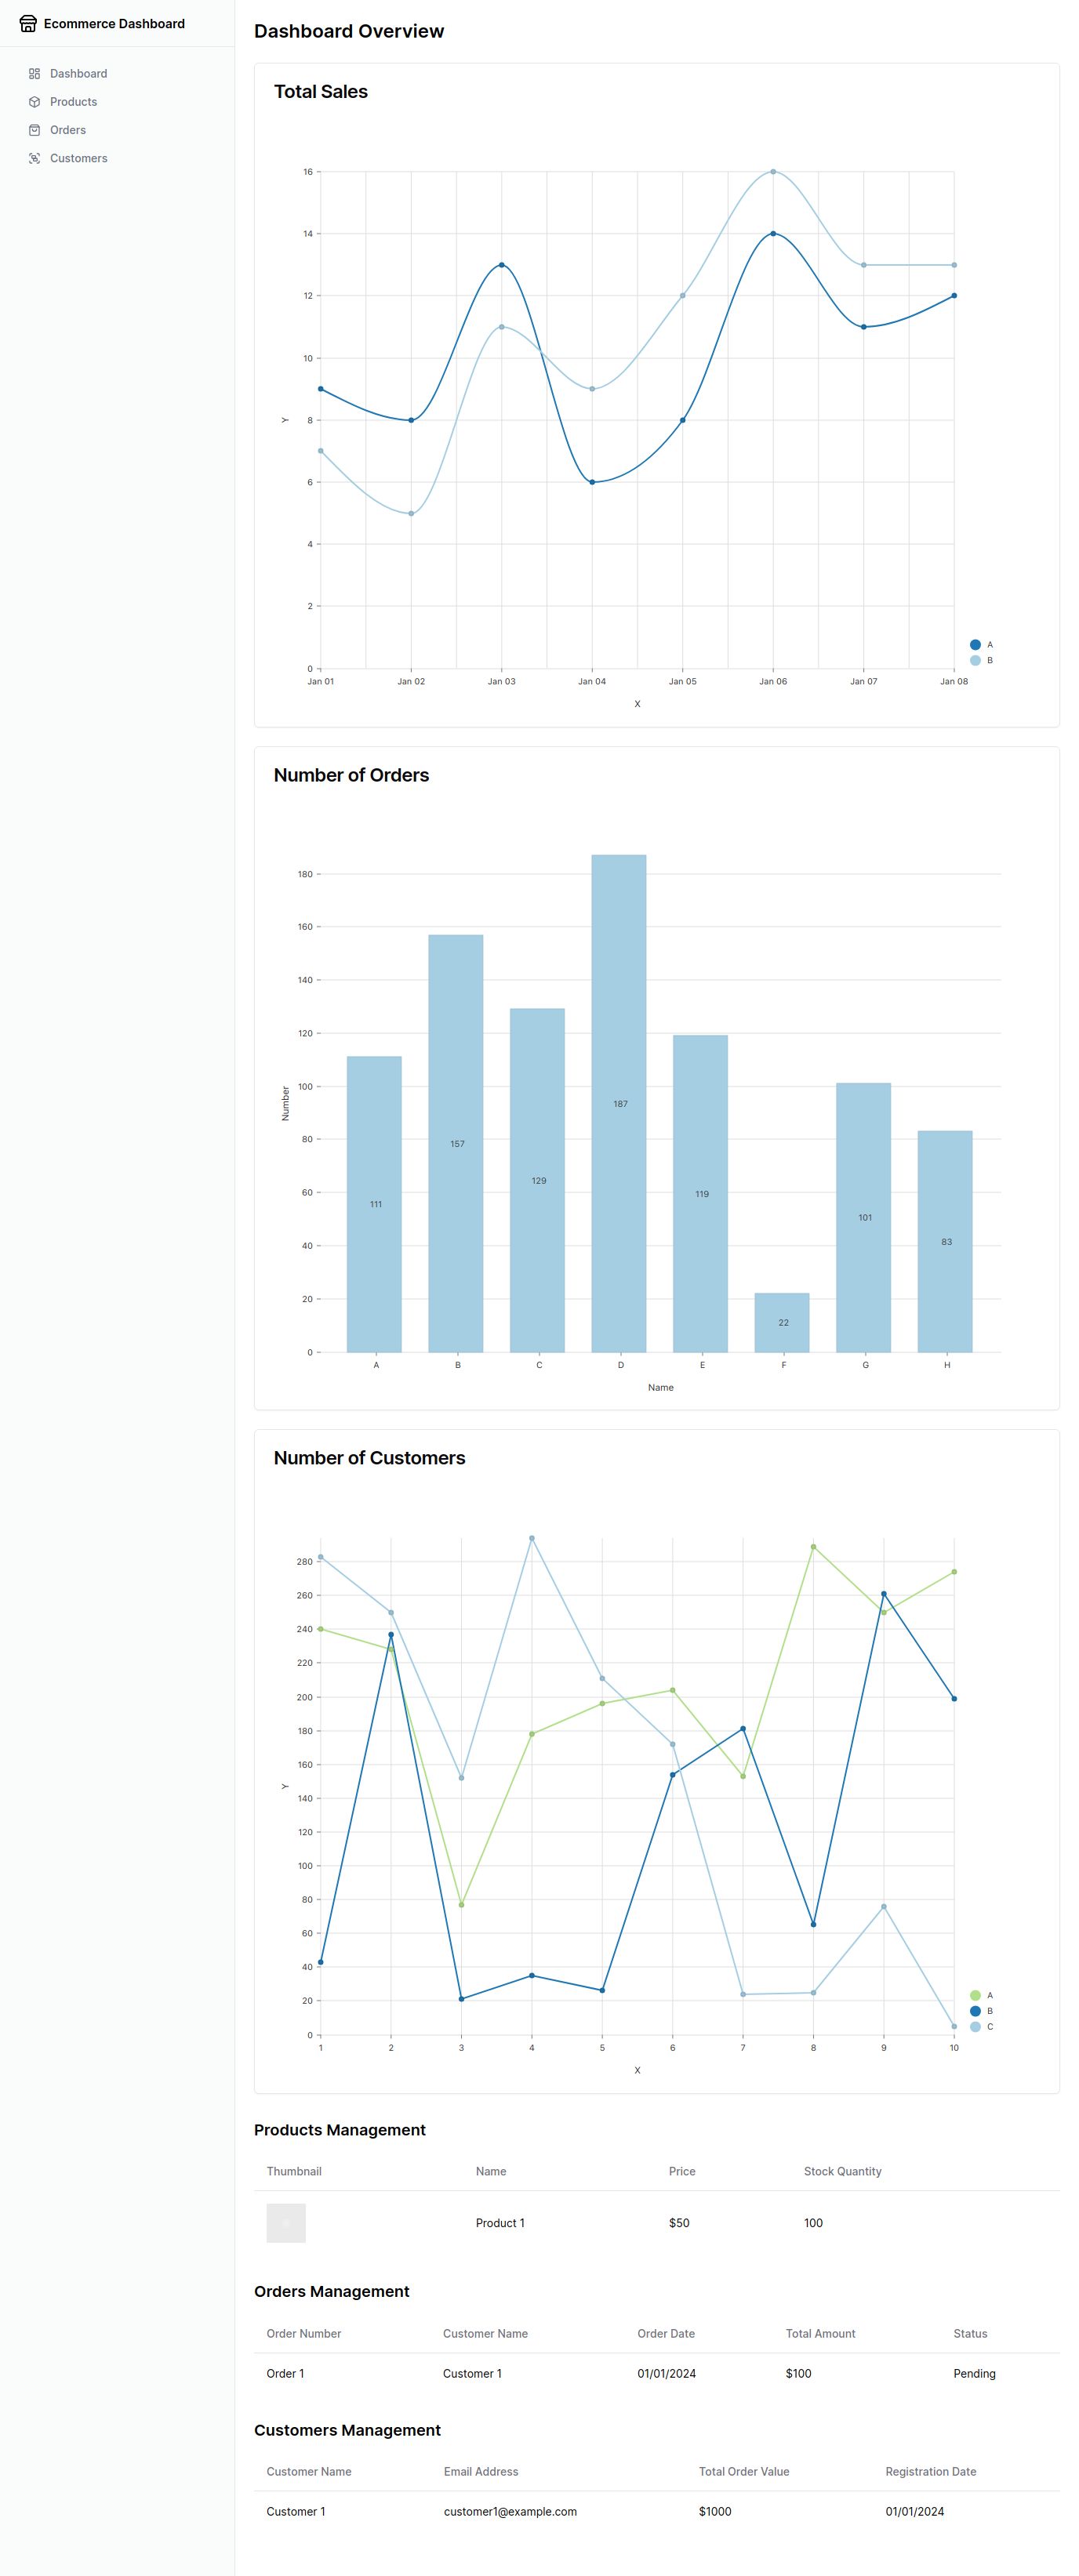 Ecommerce Dashboard
Dashboard
Products
Orders
Customers
Dashboard Overview
Total Sales
16
14
12
10
8
6
4
2
0
Y
Jan 01 Jan 02 Jan 03 Jan 04 Jan 05 Jan 06 Jan 07 Jan 08
X
A
B
Number of Orders
180
160
140
120
100
80
60
40
20
0
Number
111 157 129 187 119 22 101 83
A B C D E F G H
Name
Number of Customers
280
260
240
220
200
180
160
140
120
100
80
60
40
20
0
Y
1 2 3 4 5 6 7 8 9 10
X
A
B
C
Products Management
Thumbnail Name Price Stock Quantity
Product 1 $50 100
Orders Management
Order Number Customer Name Order Date Total Amount Status
Order 1 Customer 1 01/01/2024 $100 Pending
Customers Management
Customer Name Email Address Total Order Value Registration Date
Customer 1 customer1@example.com $1000 01/01/2024